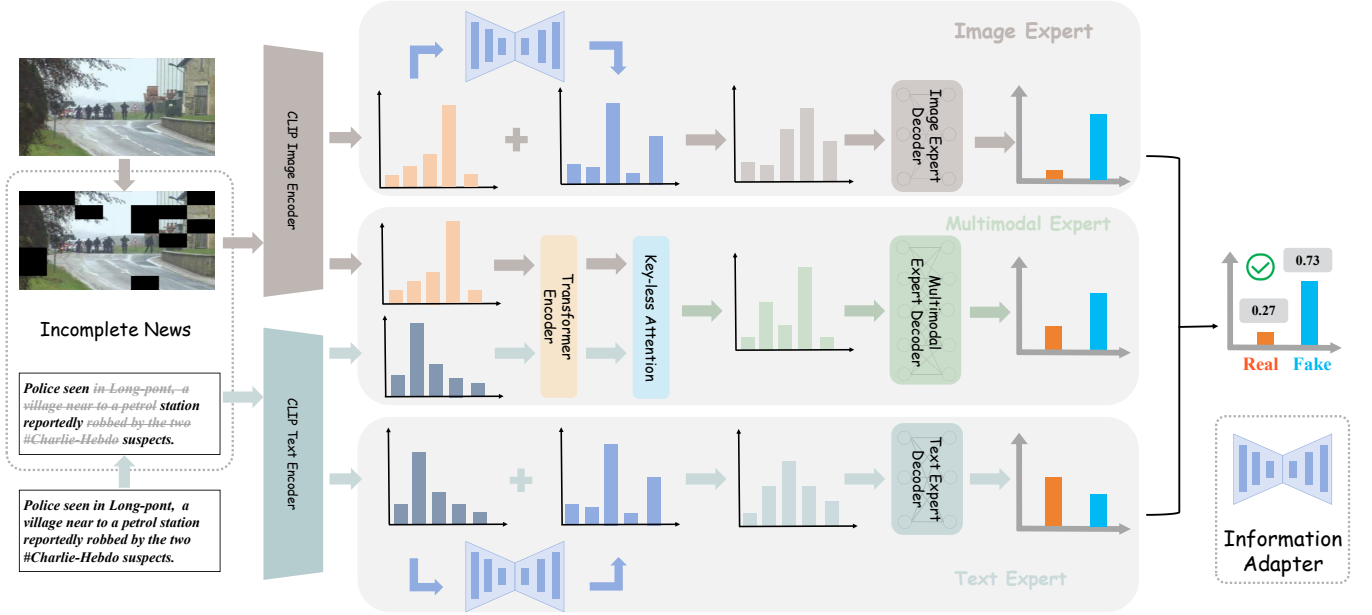 Image Expert
CLIP Image Encoder
Image Expert
Decoder
Incomplete News
Police seen in Long-pont, a
village near to a petrol station
reportedly robbed by the two
#Charlie-Hebdo suspects.
Police seen in Long-pont, a
village near to a petrol station
reportedly robbed by the two
#Charlie-Hebdo suspects.
CLIP Text Encoder
Multimodal Expert
Transformer
Encoder
Key-less Attention
Multimodal
Expert Decoder
Text Expert
Decoder
Text Expert
0.73
0.27
Real Fake
Information
Adapter